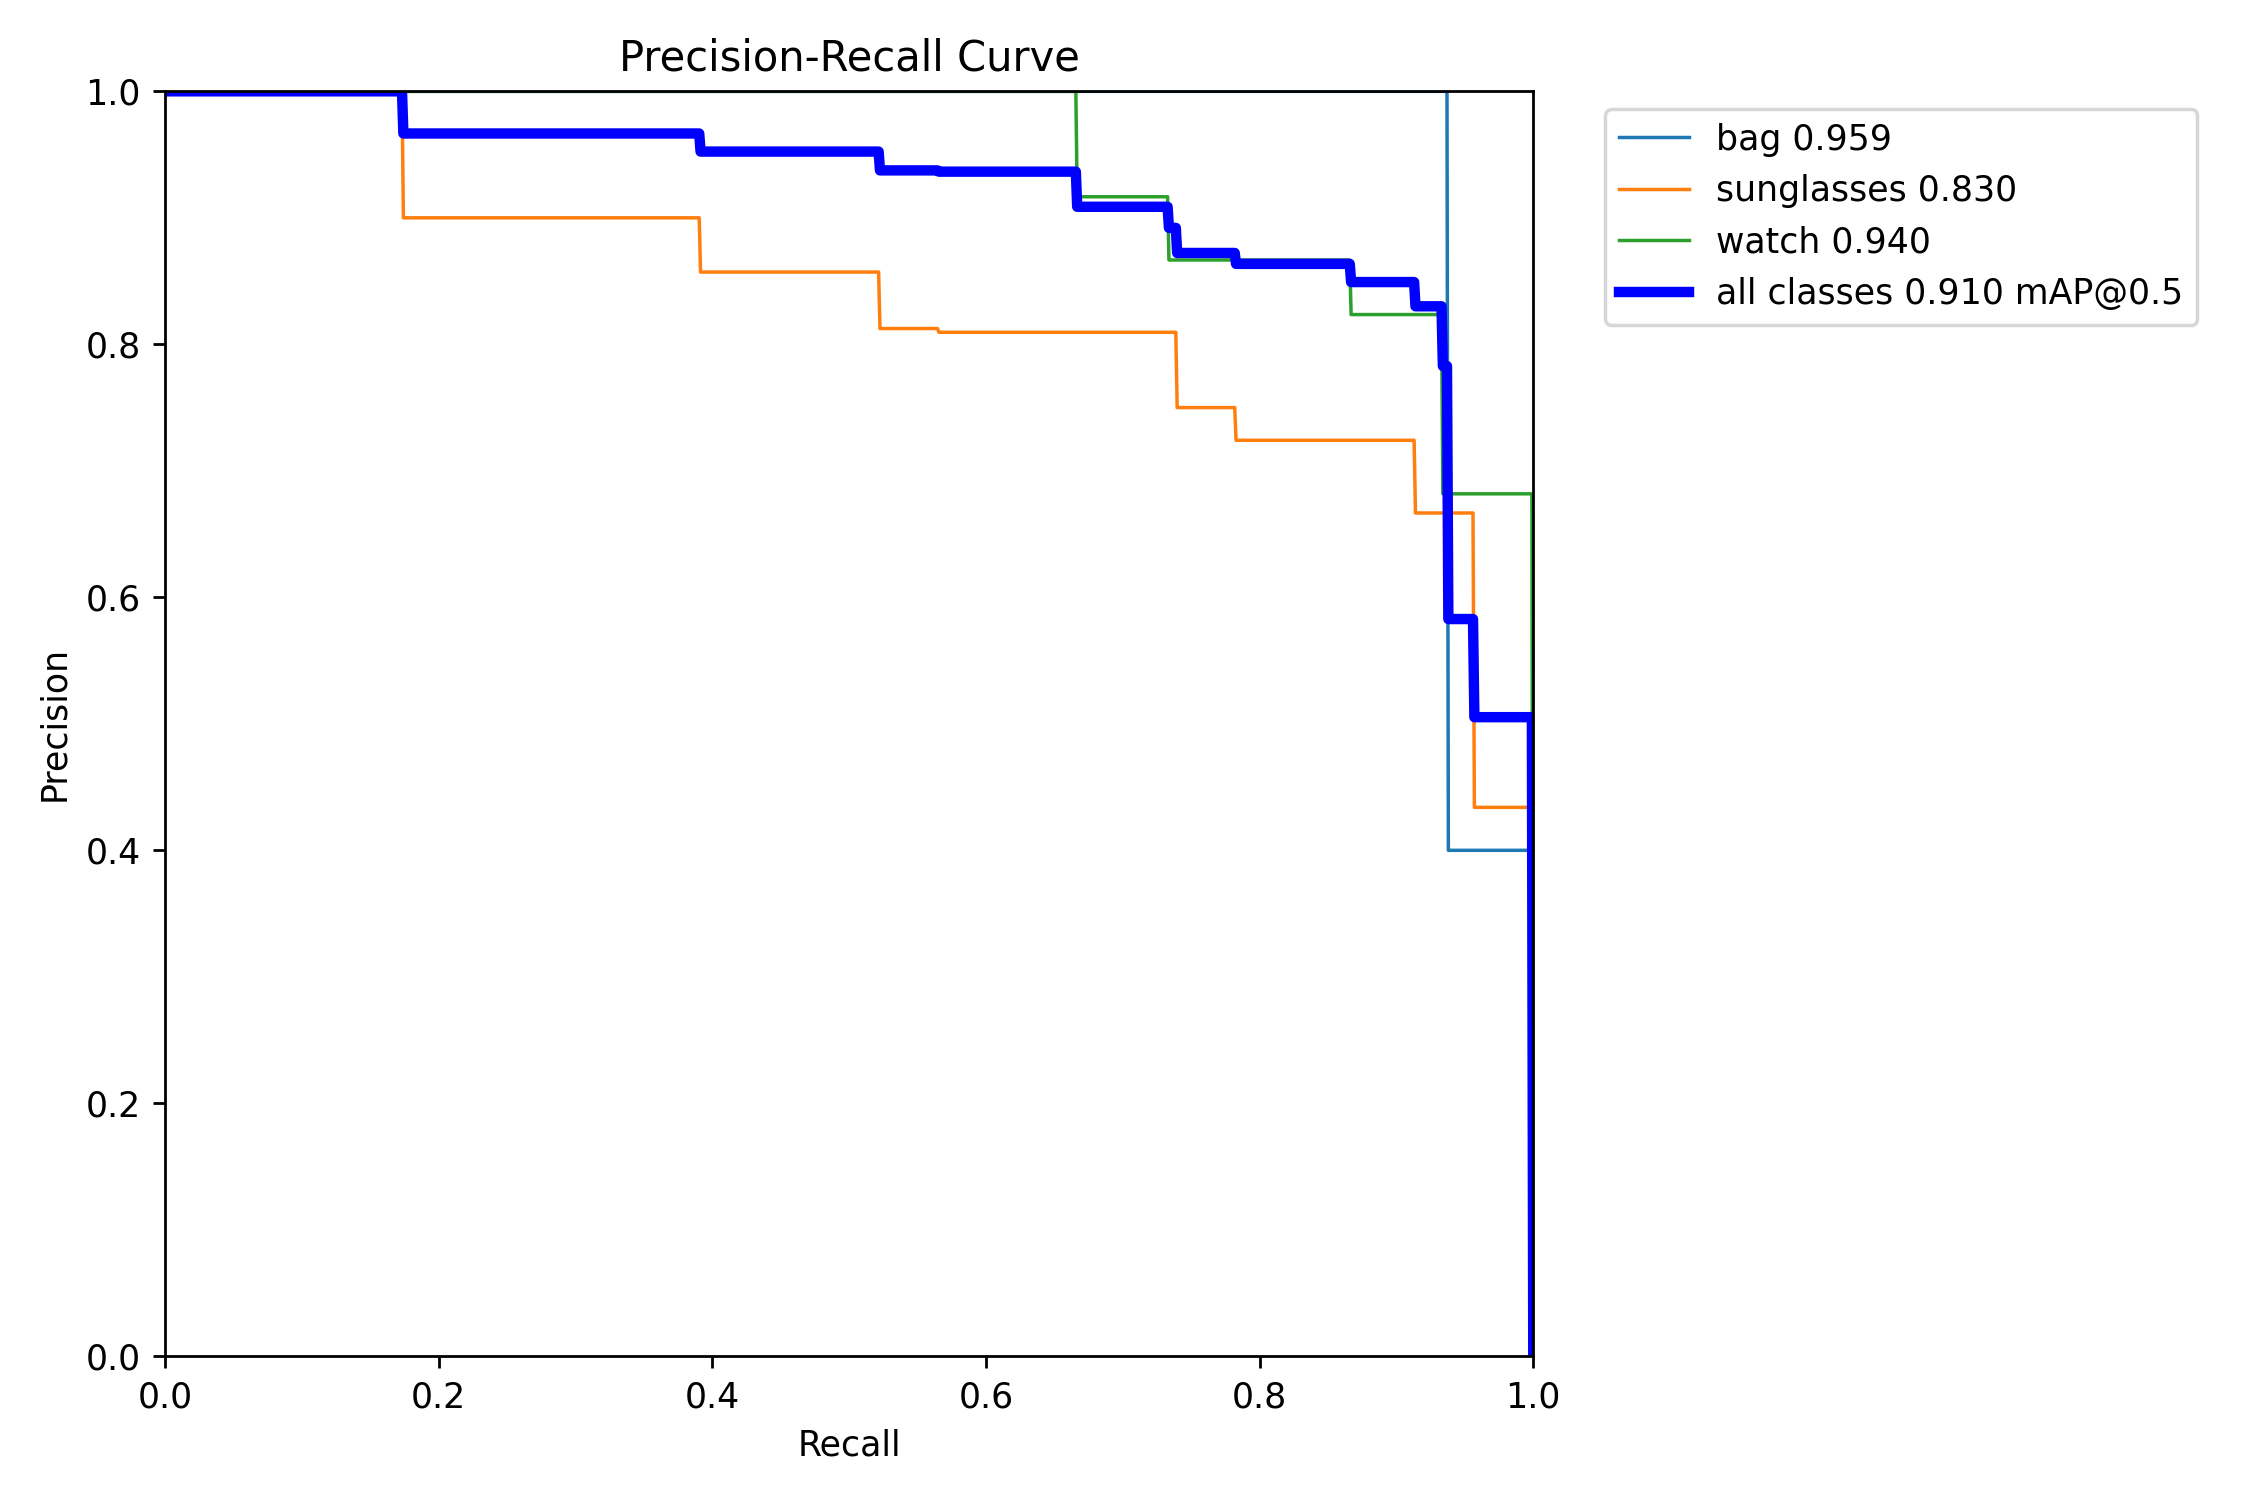 Precision-Recall Curve
1.0
0.8
0.6
0.4
0.2
0.0
Precision
0.0 0.2 0.4 0.6 0.8 1.0
Recall
bag 0.959
sunglasses 0.830
watch 0.940
all classes 0.910 mAP@0.5